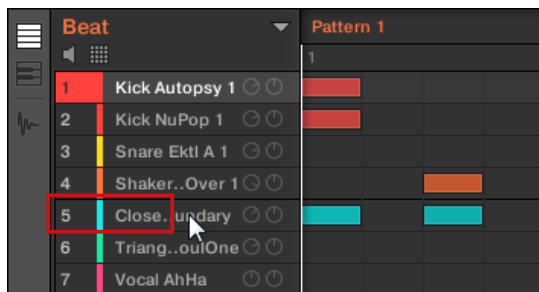 Beat
Pattern 1
1
1 Kick Autopsy 1
2 Kick NuPop 1
3 Snare Ektl A 1
4 Shaker..Over 1
5 Close..undary
6 Triang..oulOne
7 Vocal AhHa